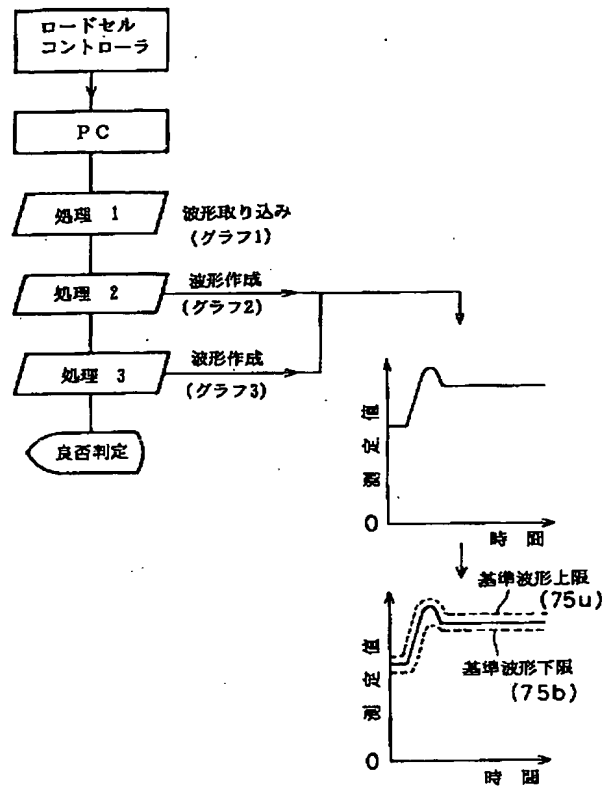 ロードセル
コントローラ
PC
処理 1
波形取り込み
(グラフ1)
処理 2
波形作成
(グラフ2)
処理 3
波形作成
(グラフ3)
良否判定
測定値
0
時間
基準波形上限
(75u)
基準波形下限
(75b)
測定値
0
時間